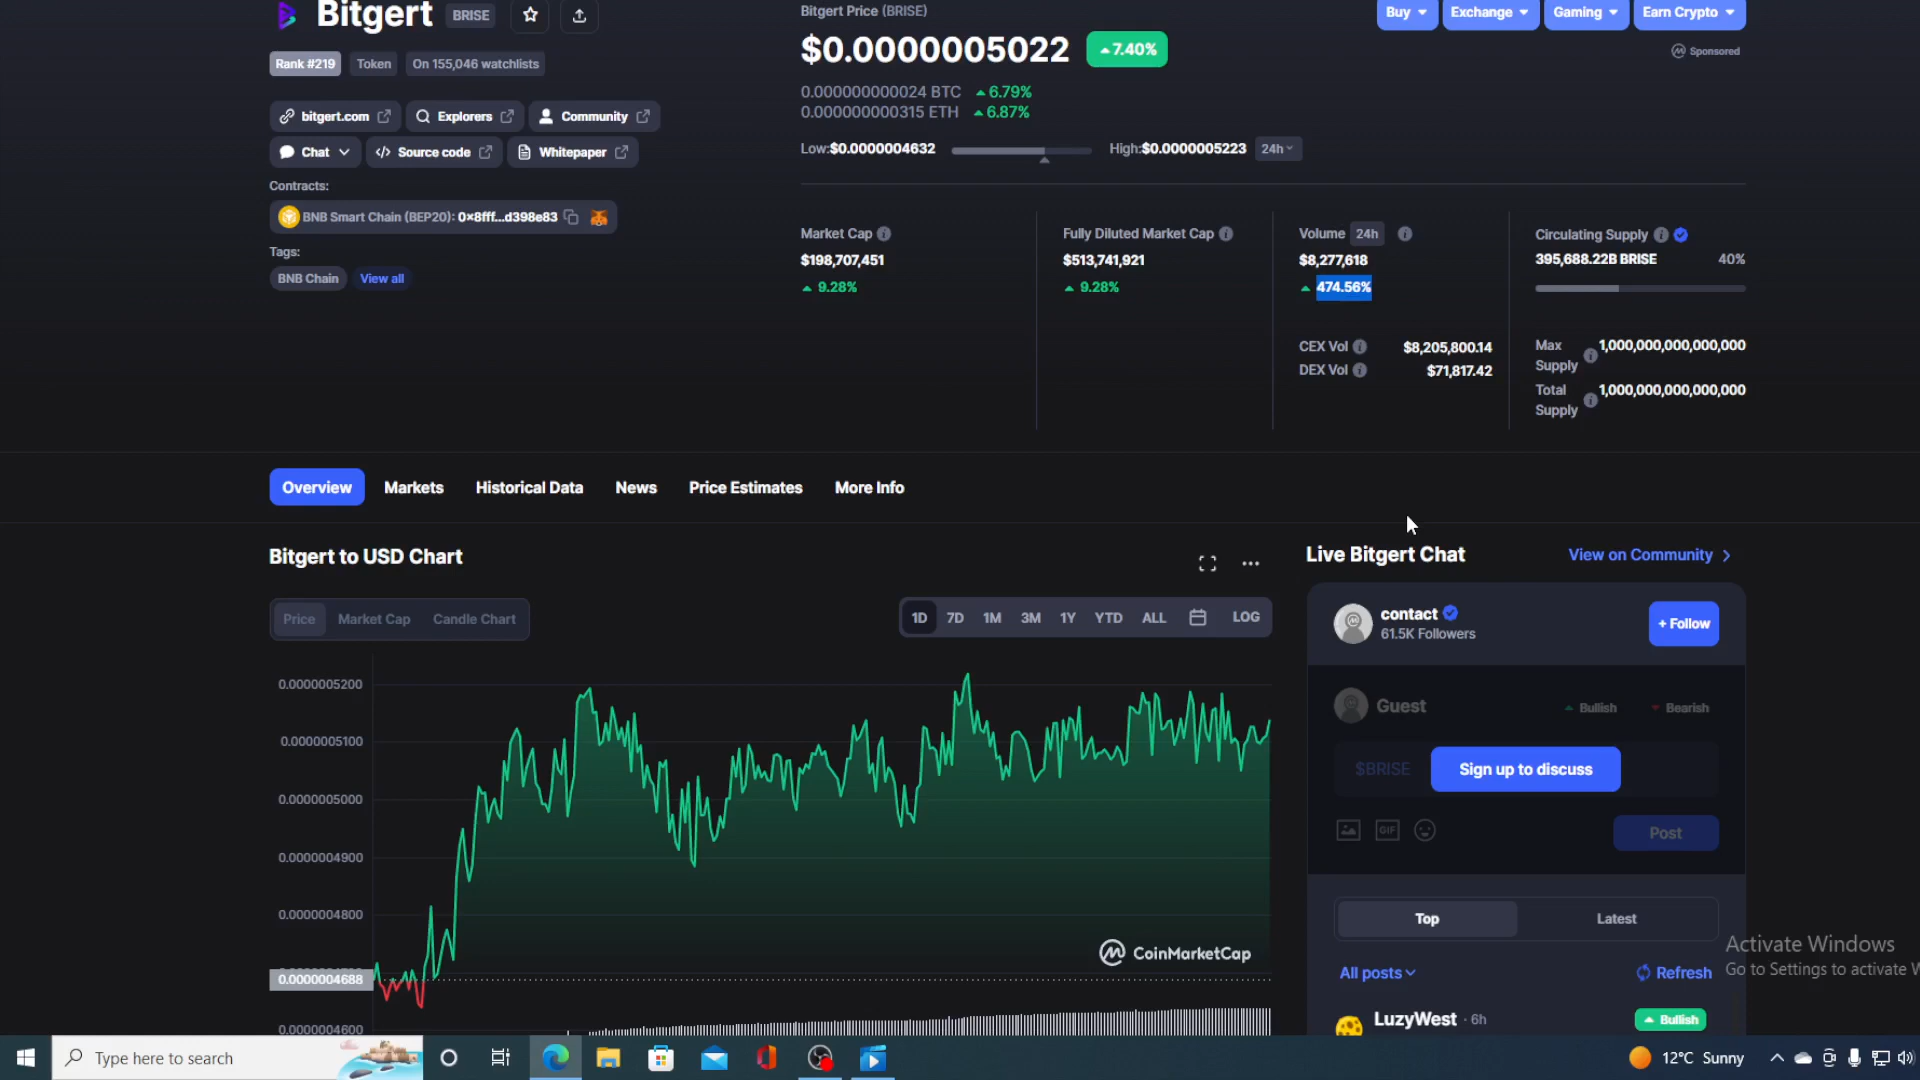 Bitgert BRISE
Rank #219 Token On 155,046 watchlists
bitgert.com Explorers Community
Chat Source code Whitepaper
Contracts:
BNB Smart Chain (BEP20): 0x8fff...d398e83
Tags:
BNB Chain View all
Bitgert Price (BRISE)
$0.0000005022 7.40%
0.000000000024 BTC 6.79%
0.000000000315 ETH 6.87%
Low:$0.0000004632 High:$0.0000005223 24h
Buy Exchange Gaming Earn Crypto
Sponsored
Market Cap
$198,707,451
9.28%
Fully Diluted Market Cap
$513,741,921
9.28%
Volume 24h
$8,277,618
474.56%
CEX Vol $8,205,800.14
DEX Vol $71,817.42
Circulating Supply
395,688.22B BRISE 40%
Max Supply 1,000,000,000,000,000
Total Supply 1,000,000,000,000,000
Overview Markets Historical Data News Price Estimates More Info
Bitgert to USD Chart
Price Market Cap Candle Chart
1D 7D 1M 3M 1Y YTD ALL LOG
0.0000005200
0.0000005100
0.0000005000
0.0000004900
0.0000004800
0.0000004688
0.0000004600
CoinMarketCap
Live Bitgert Chat View on Community
contact
61.5K Followers
+ Follow
Guest Bullish Bearish
$BRISE Sign up to discuss
GIF Post
Top Latest
All posts Refresh
LuzyWest · 6h Bullish
Activate Windows
Go to Settings to activate W
Type here to search
12°C Sunny